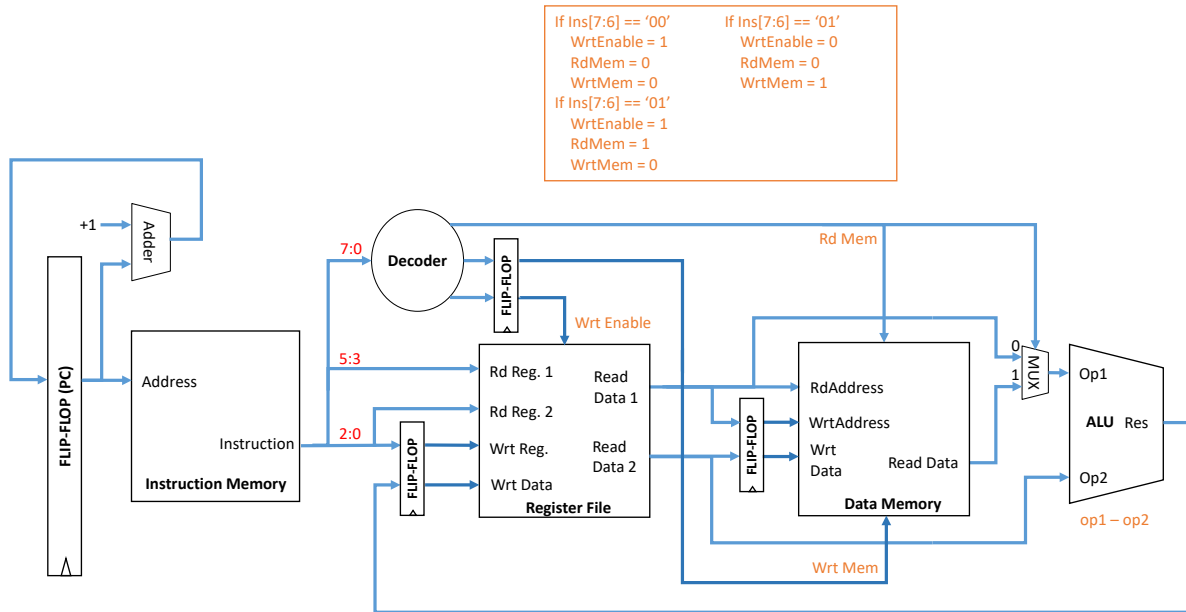 If Ins[7:6] == ‘00’
WrtEnable = 1
RdMem = 0
WrtMem = 0
If Ins[7:6] == ‘01’
WrtEnable = 1
RdMem = 1
WrtMem = 0
If Ins[7:6] == ‘01’
WrtEnable = 0
RdMem = 0
WrtMem = 1
+1
Adder
FLIP-FLOP (PC)
Address
Instruction
Instruction Memory
7:0
5:3
2:0
Decoder
FLIP-FLOP
Wrt Enable
FLIP-FLOP
Rd Reg. 1
Rd Reg. 2
Wrt Reg.
Wrt Data
Read
Data 1
Read
Data 2
Register File
Rd Mem
FLIP-FLOP
RdAddress
WrtAddress
Wrt
Data
Read Data
Data Memory
Wrt Mem
0
1
MUX
Op1
ALU
Res
Op2
op1 – op2